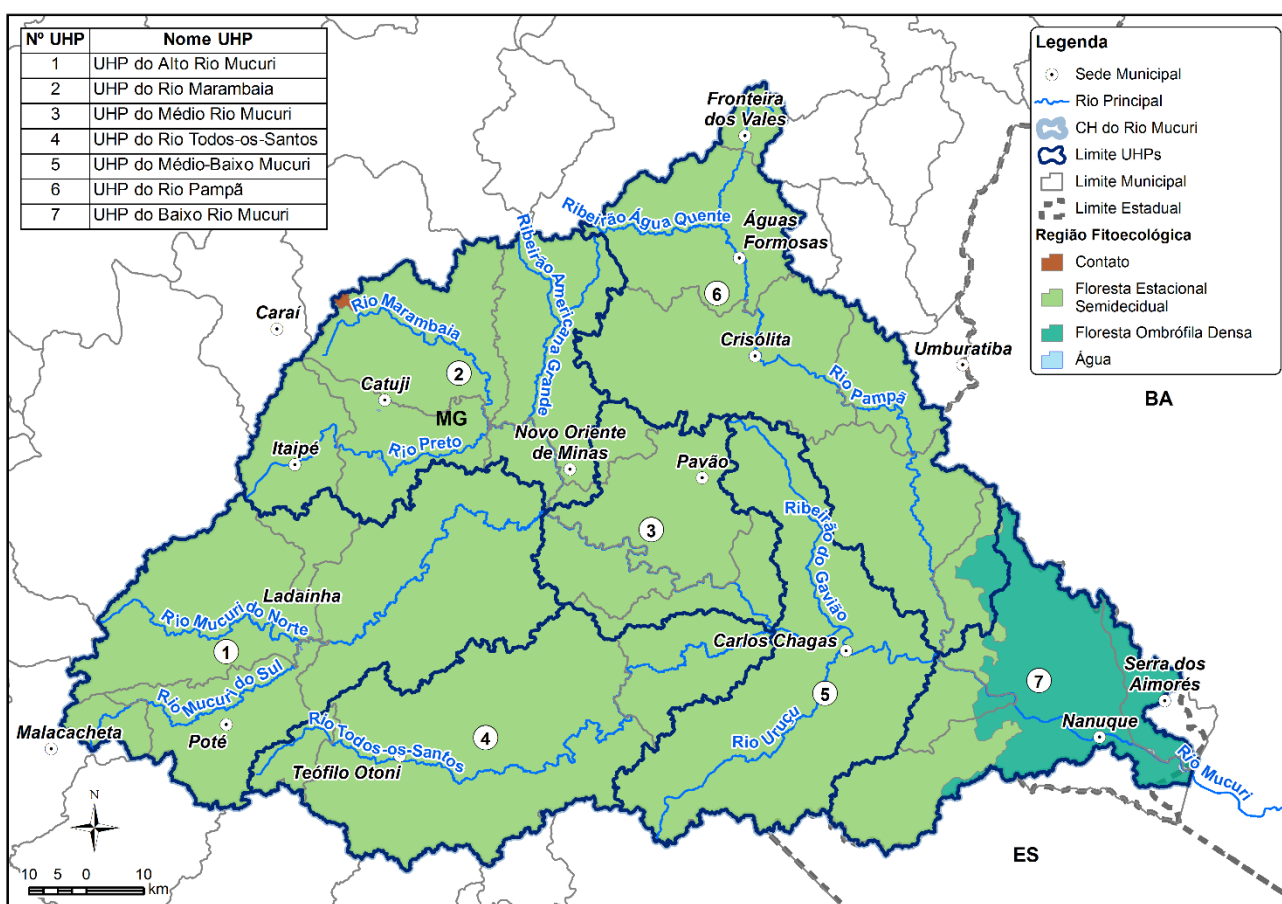 Nº UHP Nome UHP
1 UHP do Alto Rio Mucuri
2 UHP do Rio Marambaia
3 UHP do Médio Rio Mucuri
4 UHP do Rio Todos-os-Santos
5 UHP do Médio-Baixo Mucuri
6 UHP do Rio Pampã
7 UHP do Baixo Rio Mucuri
Legenda
Sede Municipal
Rio Principal
CH do Rio Mucuri
Limite UHPs
Limite Municipal
Limite Estadual
Região Fitoecológica
Contato
Floresta Estacional
Semidecidual
Floresta Ombrófila Densa
Água
Fronteira
dos Vales
Ribeirão Água Quente
Águas
Formosas
Ribeirão Americana Grande
6
Caraí
Rio Marambaia
Crisólita
Umburatiba
2
Rio Pampã
BA
Catuji
MG
Novo Oriente
de Minas
Itaipé
Rio Preto
Pavão
3
Ribeirão do Gavião
Ladainha
Rio Mucuri do Norte
1
Carlos Chagas
Rio Mucuri do Sul
5
7
Serra dos
Aimorés
Malacacheta
Poté
Rio Todos-os-Santos
4
Rio Uruçu
Nanuque
Teófilo Otoni
Rio Mucuri
N
ES
10 5 0 10
km